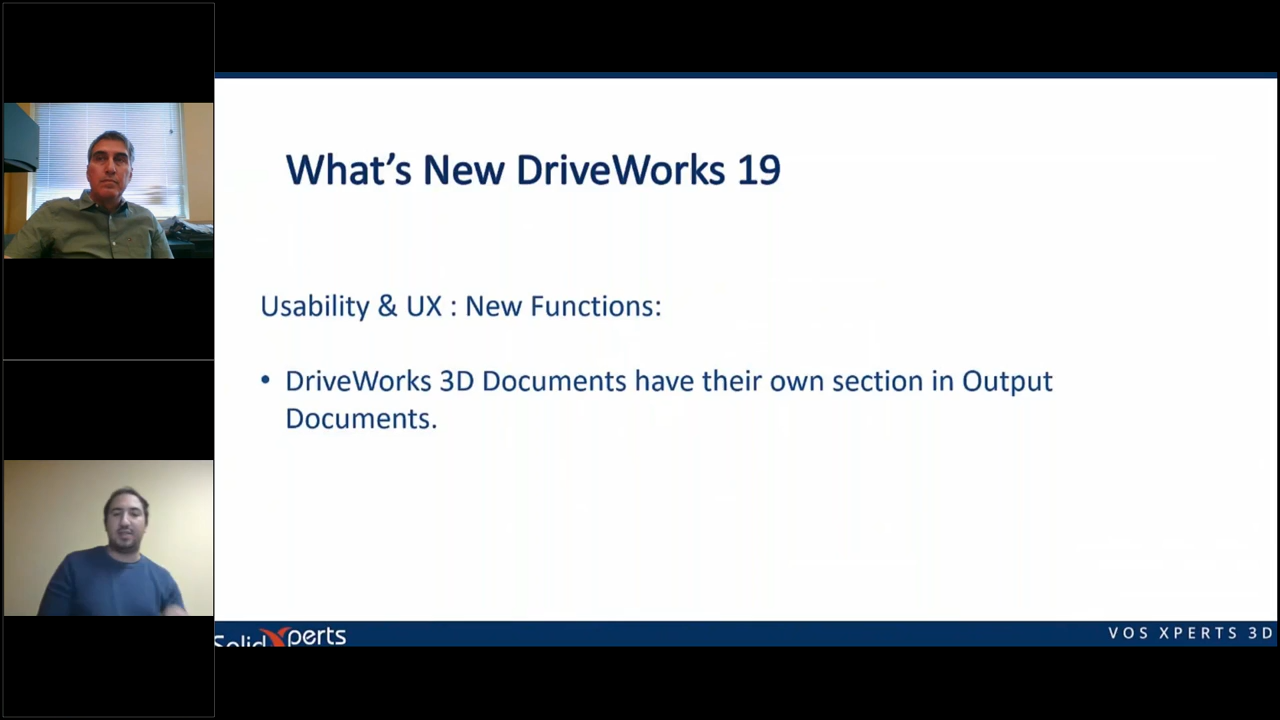 What's New DriveWorks 19
Usability & UX : New Functions:
• DriveWorks 3D Documents have their own section in Output
Documents.
SolidXperts
VOS XPERTS 3D